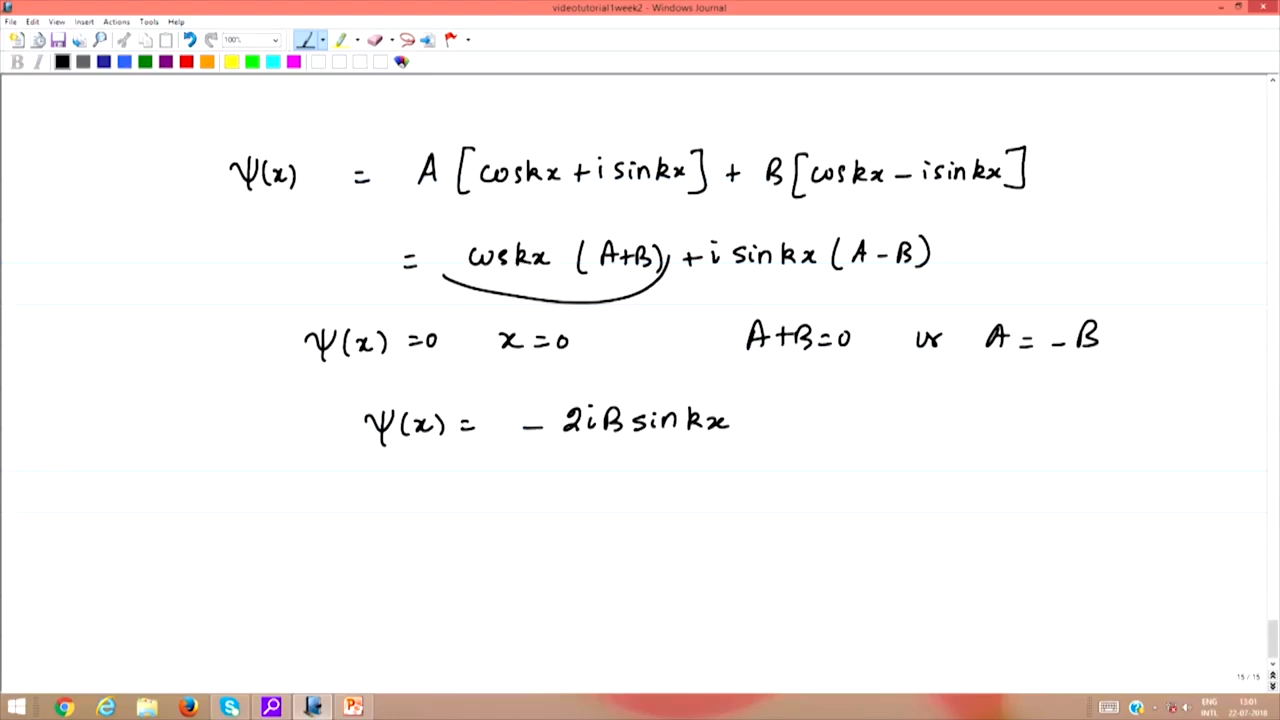 videotutorial1week2 - Windows Journal
File Edit View Insert Actions Tools Help
100%
B I
ψ(x) = A [coskx + i sinkx] + B [coskx - i sinkx]
= coskx (A+B) + i sinkx (A - B)
ψ(x) = 0 x = 0 A+B=0 or A = - B
ψ(x) = - 2iB sinkx
15 / 15
ENG 13:01
INTL 22-07-2018